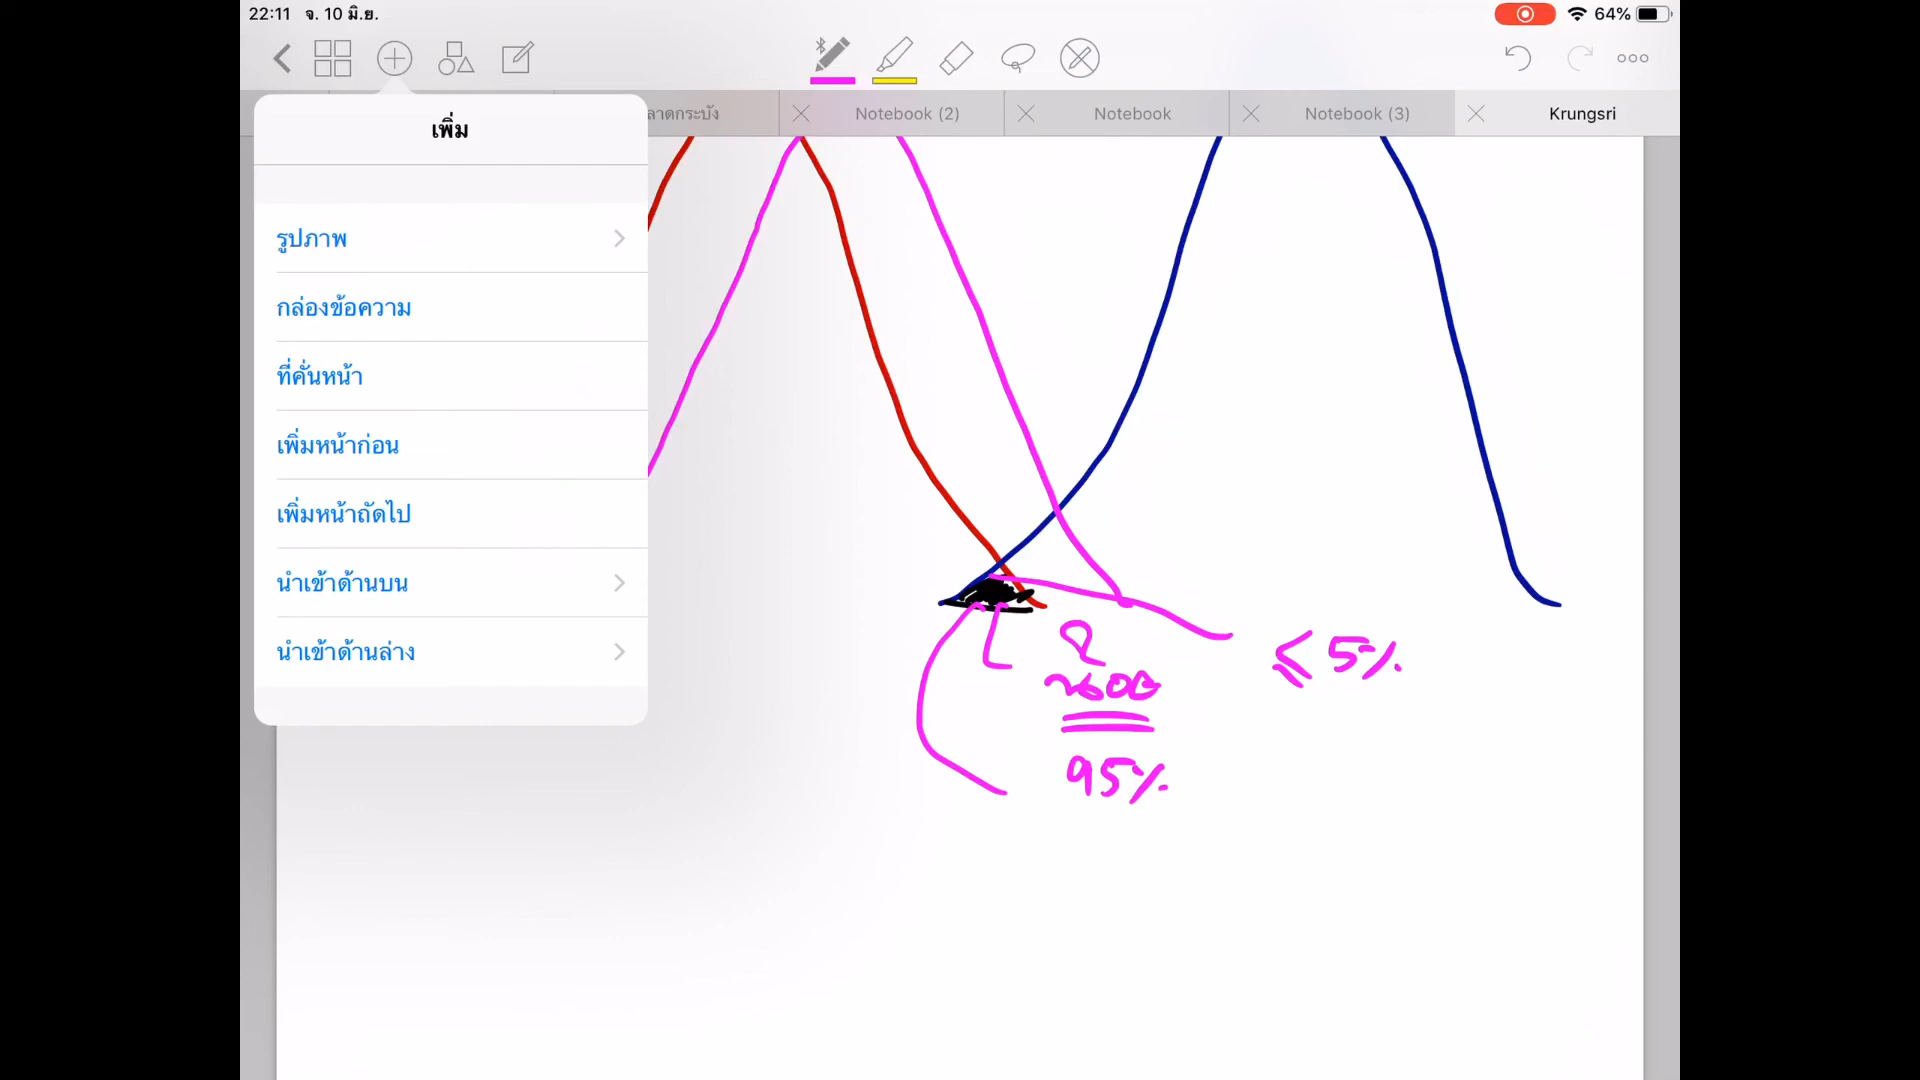 22:11 จ. 10 มิ.ย.
64%
ลาดกระบัง
Notebook (2)
Notebook
Notebook (3)
Krungsri
เพิ่ม
รูปภาพ
กล่องข้อความ
ที่คั่นหน้า
เพิ่มหน้าก่อน
เพิ่มหน้าถัดไป
นำเข้าด้านบน
นำเข้าด้านล่าง
≤ 5%
95%